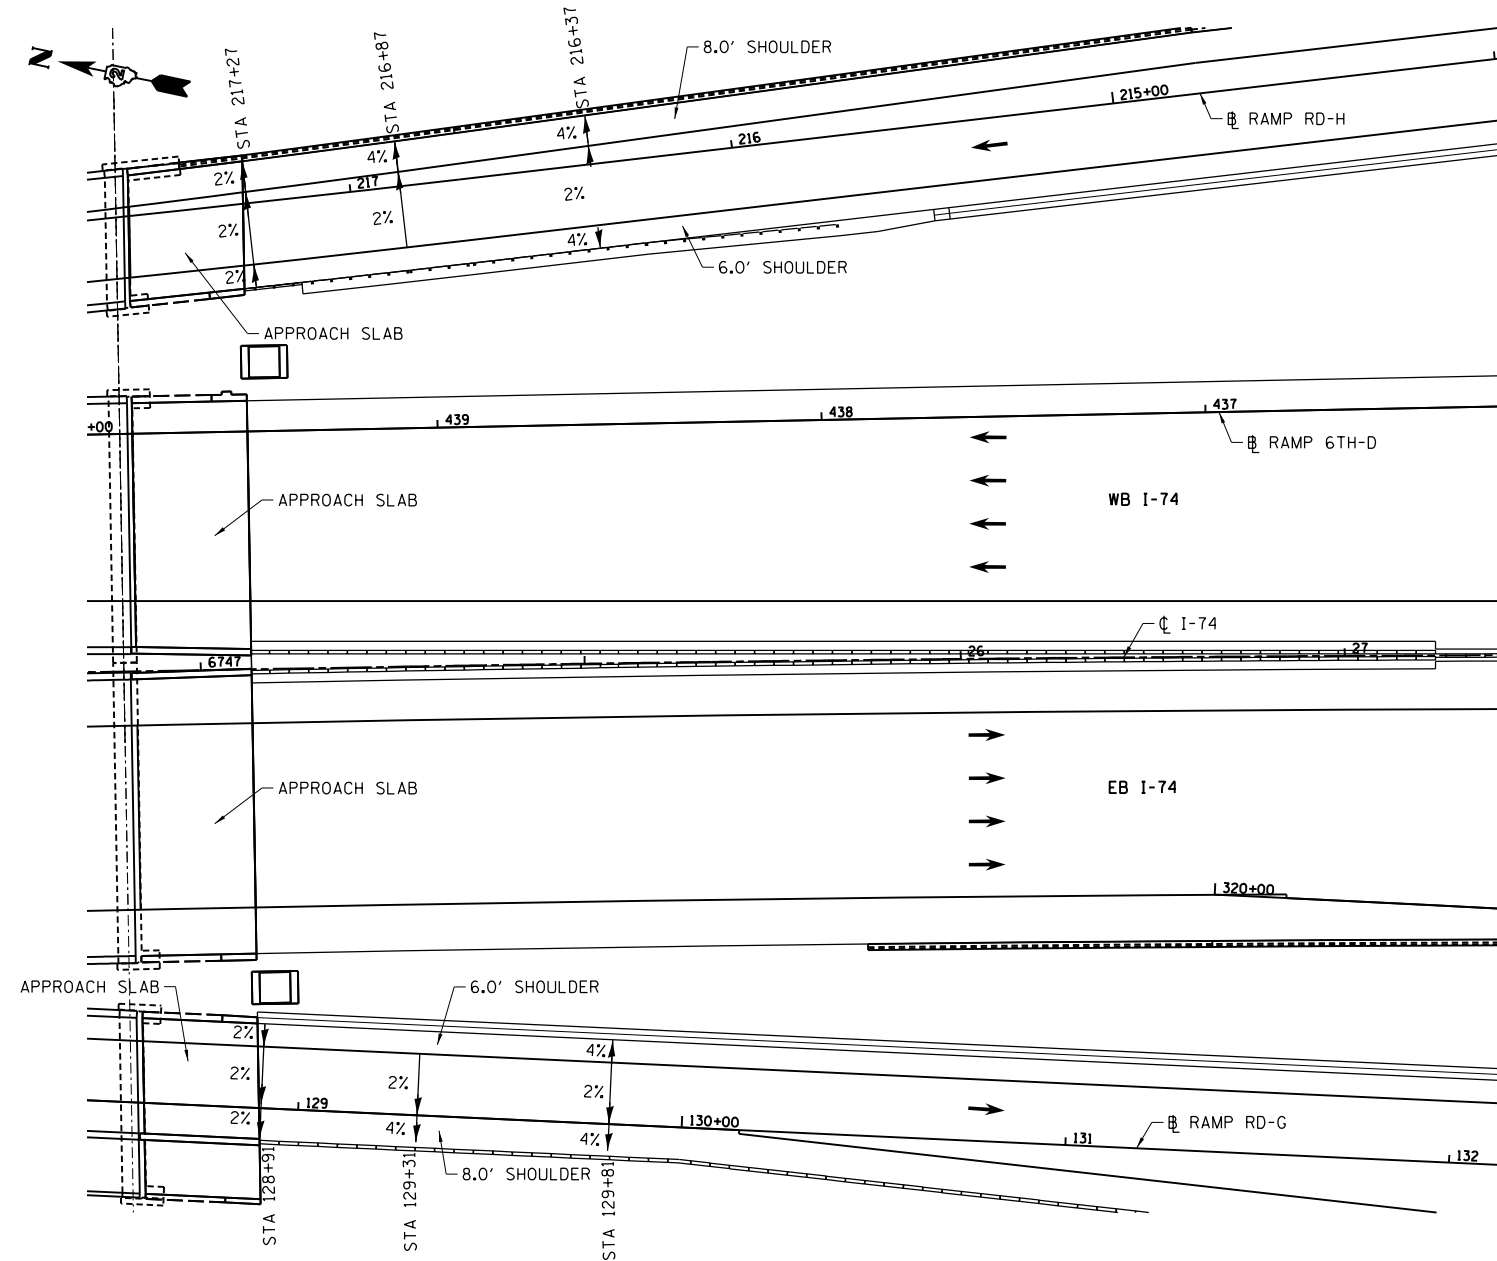 N
2
STA 217+27
STA 216+87
STA 216+37
8.0' SHOULDER
215+00
℄ RAMP RD-H
4%
4%
216
2%
217
2%
2%
2%
4%
2%
6.0' SHOULDER
APPROACH SLAB
439
438
437
+00
℄ RAMP 6TH-D
APPROACH SLAB
WB I-74
℄ I-74
6747
26
27
APPROACH SLAB
EB I-74
320+00
APPROACH SLAB
6.0' SHOULDER
2%
4%
2%
2%
2%
129
2%
4%
4%
130+00
131
℄ RAMP RD-G
132
8.0' SHOULDER
STA 128+91
STA 129+31
STA 129+81